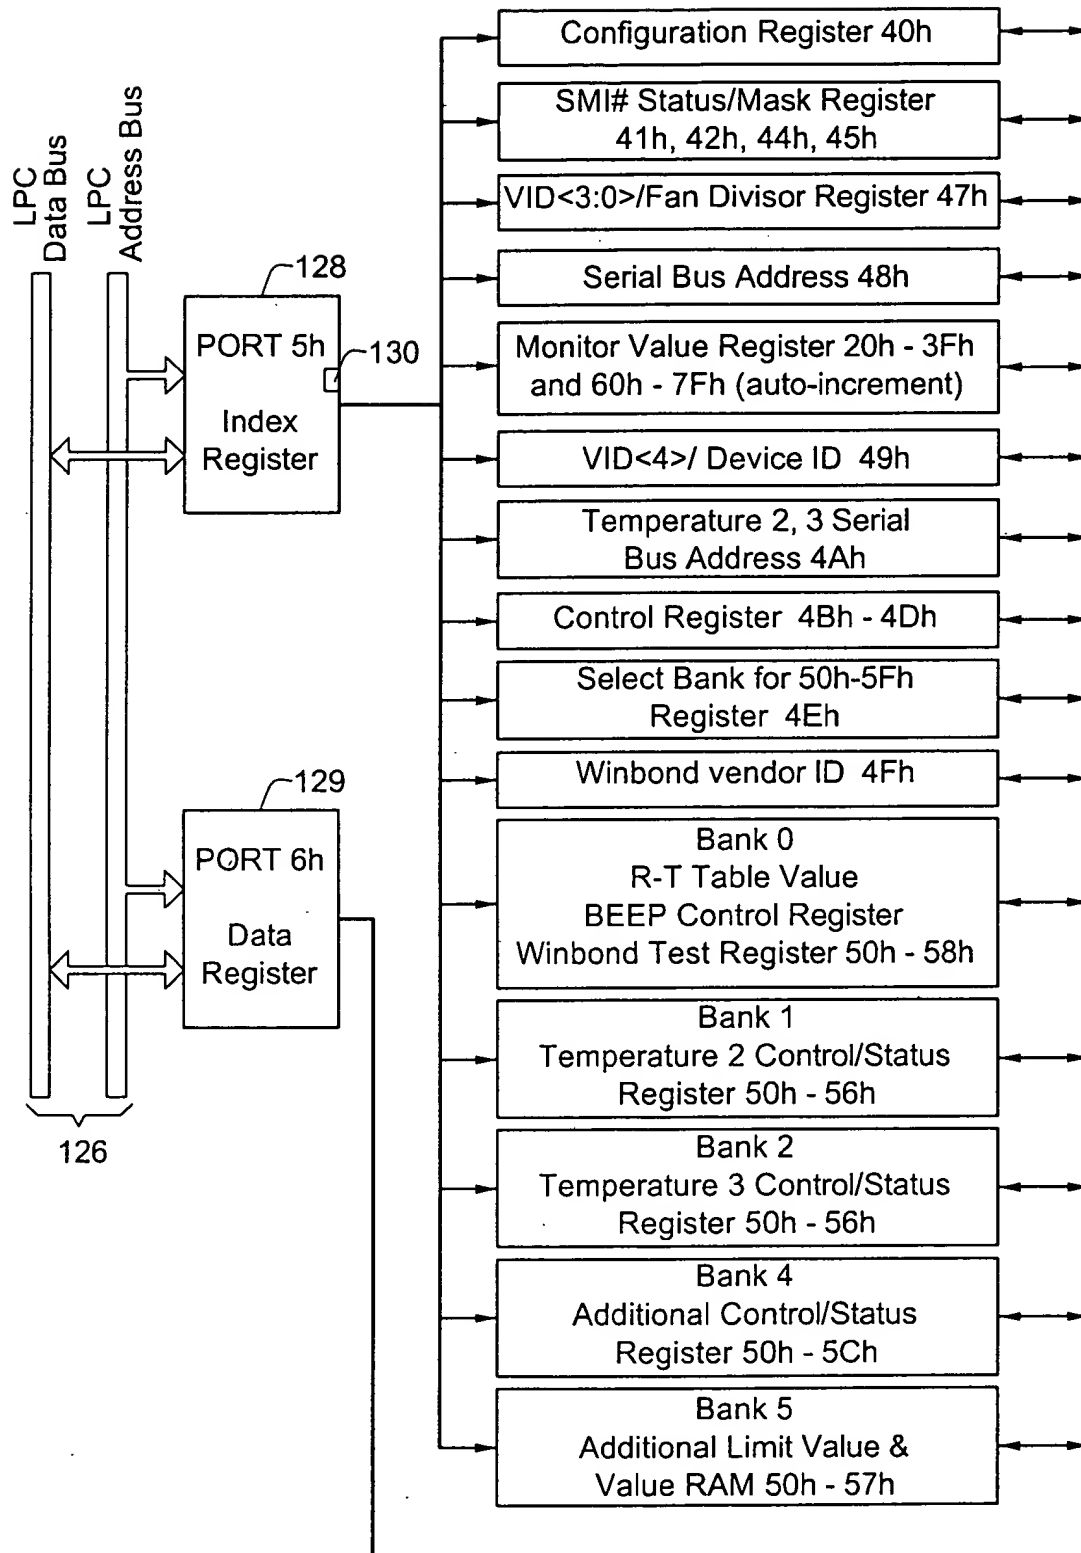 LPC
Data Bus
LPC
Address Bus
128
PORT 5h
130
Index
Register
129
PORT 6h
Data
Register
126
Configuration Register 40h
SMI# Status/Mask Register
41h, 42h, 44h, 45h
VID<3:0>/Fan Divisor Register 47h
Serial Bus Address 48h
Monitor Value Register 20h - 3Fh
and 60h - 7Fh (auto-increment)
VID<4>/ Device ID 49h
Temperature 2, 3 Serial
Bus Address 4Ah
Control Register 4Bh - 4Dh
Select Bank for 50h-5Fh
Register 4Eh
Winbond vendor ID 4Fh
Bank 0
R-T Table Value
BEEP Control Register
Winbond Test Register 50h - 58h
Bank 1
Temperature 2 Control/Status
Register 50h - 56h
Bank 2
Temperature 3 Control/Status
Register 50h - 56h
Bank 4
Additional Control/Status
Register 50h - 5Ch
Bank 5
Additional Limit Value &
Value RAM 50h - 57h